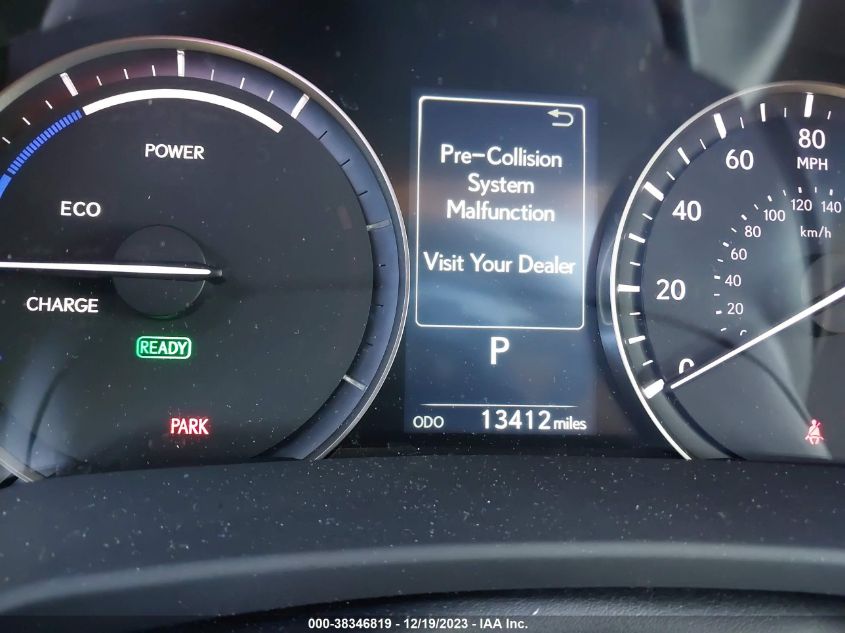 POWER
ECO
CHARGE
READY
PARK
Pre-Collision
System
Malfunction
Visit Your Dealer
P
ODO 13412 miles
80
MPH
60
40
20
0
120 140
100
km/h
80
60
40
20
000-38346819 - 12/19/2023 - IAA Inc.